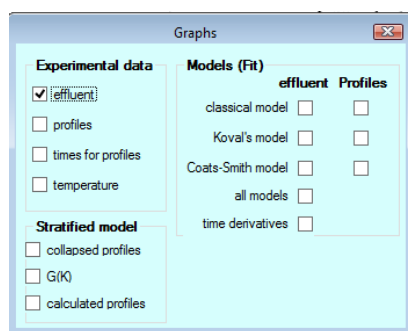 Graphs
Experimental data
effluent
profiles
times for profiles
temperature
Stratified model
collapsed profiles
G(K)
calculated profiles
Models (Fit)
effluent Profiles
classical model
Koval's model
Coats-Smith model
all models
time derivatives